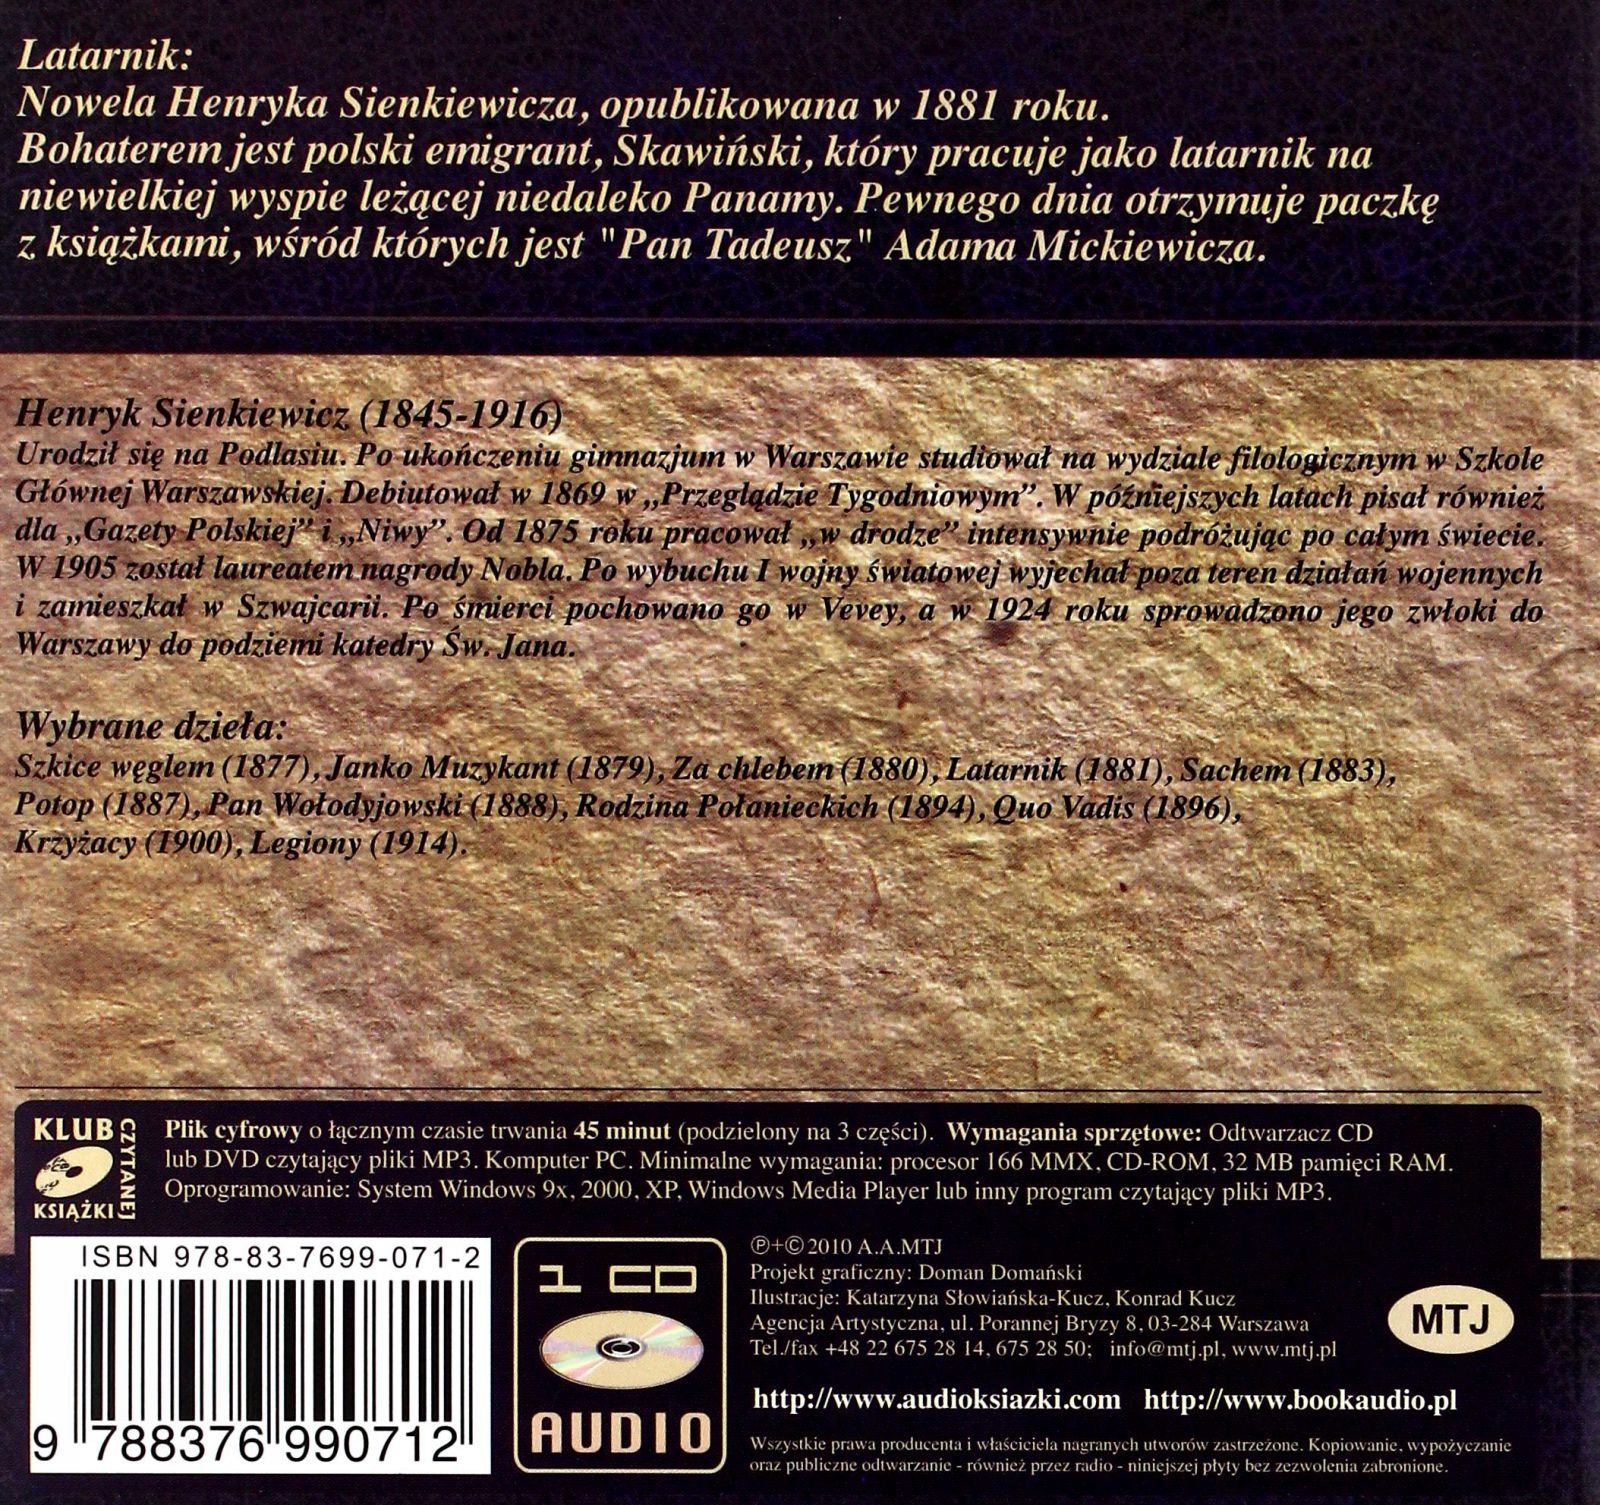 Latarnik:
Nowela Henryka Sienkiewicza, opublikowana w 1881 roku.
Bohaterem jest polski emigrant, Skawiński, który pracuje jako latarnik na
niewielkiej wyspie leżącej niedaleko Panamy. Pewnego dnia otrzymuje paczkę
z książkami, wśród których jest "Pan Tadeusz" Adama Mickiewicza.
Henryk Sienkiewicz (1845-1916)
Urodził się na Podlasiu. Po ukończeniu gimnazjum w Warszawie studiował na wydziale filologicznym w Szkole
Głównej Warszawskiej. Debiutował w 1869 w „Przeglądzie Tygodniowym”. W późniejszych latach pisał również
dla „Gazety Polskiej” i „Niwy”. Od 1875 roku pracował „w drodze” intensywnie podróżując po całym świecie.
W 1905 został laureatem nagrody Nobla. Po wybuchu I wojny światowej wyjechał poza teren działań wojennych
i zamieszkał w Szwajcarii. Po śmierci pochowano go w Vevey, a w 1924 roku sprowadzono jego zwłoki do
Warszawy do podziemi katedry Św. Jana.
Wybrane dzieła:
Szkice węglem (1877), Janko Muzykant (1879), Za chlebem (1880), Latarnik (1881), Sachem (1883),
Potop (1887), Pan Wołodyjowski (1888), Rodzina Połanieckich (1894), Quo Vadis (1896),
Krzyżacy (1900), Legiony (1914).
KLUB
CZYTANEJ
KSIĄŻKI
Plik cyfrowy o łącznym czasie trwania 45 minut (podzielony na 3 części). Wymagania sprzętowe: Odtwarzacz CD
lub DVD czytający pliki MP3. Komputer PC. Minimalne wymagania: procesor 166 MMX, CD-ROM, 32 MB pamięci RAM.
Oprogramowanie: System Windows 9x, 2000, XP, Windows Media Player lub inny program czytający pliki MP3.
ISBN 978-83-7699-071-2
9 788376 990712
1 CD
AUDIO
℗+© 2010 A.A.MTJ
Projekt graficzny: Doman Domański
Ilustracje: Katarzyna Słowiańska-Kucz, Konrad Kucz
Agencja Artystyczna, ul. Porannej Bryzy 8, 03-284 Warszawa
Tel./fax +48 22 675 28 14, 675 28 50; info@mtj.pl, www.mtj.pl
MTJ
http://www.audioksiazki.com http://www.bookaudio.pl
Wszystkie prawa producenta i właściciela nagranych utworów zastrzeżone. Kopiowanie, wypożyczanie
oraz publiczne odtwarzanie - również przez radio - niniejszej płyty bez zezwolenia zabronione.